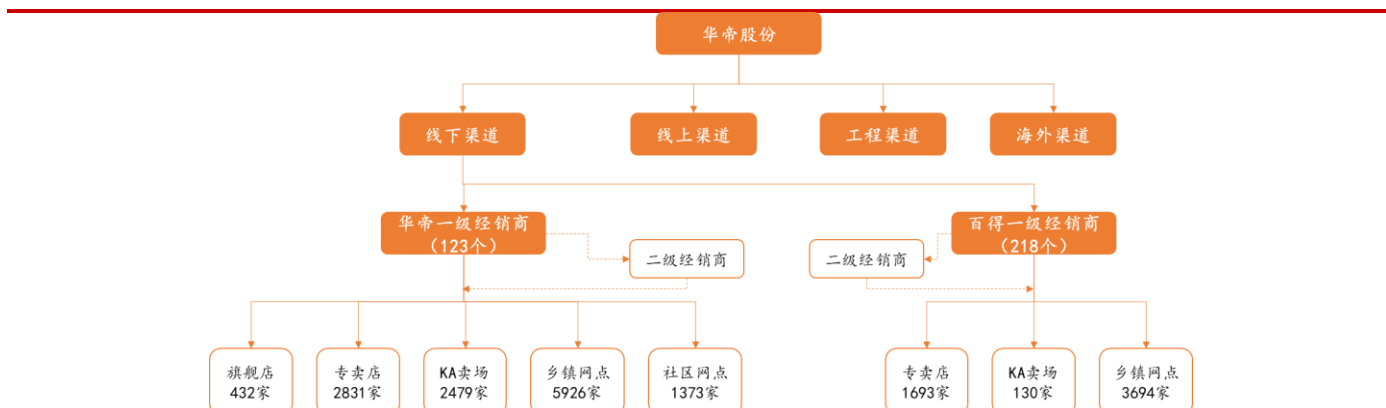 华帝股份
线下渠道
线上渠道
工程渠道
海外渠道
华帝一级经销商
（123个）
二级经销商
二级经销商
百得一级经销商
（218个）
旗舰店
432家
专卖店
2831家
KA卖场
2479家
乡镇网点
5926家
社区网点
1373家
专卖店
1693家
KA卖场
130家
乡镇网点
3694家